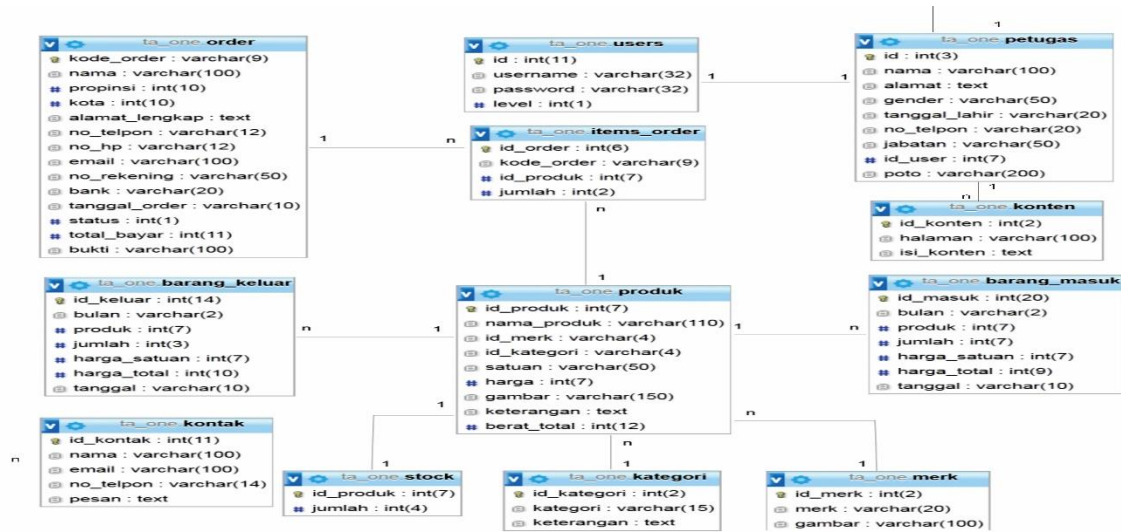 ta_one.order
kode_order : varchar(9)
nama : varchar(100)
propinsi : int(10)
kota : int(10)
alamat_lengkap : text
no_telpon : varchar(12)
no_hp : varchar(12)
email : varchar(100)
no_rekening : varchar(50)
bank : varchar(20)
tanggal_order : varchar(10)
status : int(1)
total_bayar : int(11)
bukti : varchar(100)
ta_one.users
id : int(11)
username : varchar(32)
password : varchar(32)
level : int(1)
1
1
1
ta_one.petugas
id : int(3)
nama : varchar(100)
alamat : text
gender : varchar(50)
tanggal_lahir : varchar(20)
no_telpon : varchar(20)
jabatan : varchar(50)
id_user : int(7)
poto : varchar(200)
1
n
ta_one.items_order
id_order : int(6)
kode_order : varchar(9)
id_produk : int(7)
jumlah : int(2)
n
1
1
ta_one.konten
id_konten : int(2)
halaman : varchar(100)
isi_konten : text
ta_one.barang_keluar
id_keluar : int(14)
bulan : varchar(2)
produk : int(7)
jumlah : int(3)
harga_satuan : int(7)
harga_total : int(10)
tanggal : varchar(10)
n
1
ta_one.produk
id_produk : int(7)
nama_produk : varchar(110)
id_merk : varchar(4)
id_kategori : varchar(4)
satuan : varchar(50)
harga : int(7)
gambar : varchar(150)
keterangan : text
berat_total : int(12)
1
n
ta_one.barang_masuk
id_masuk : int(20)
bulan : varchar(2)
produk : int(7)
jumlah : int(7)
harga_satuan : int(7)
harga_total : int(9)
tanggal : varchar(10)
n
ta_one.kontak
id_kontak : int(11)
nama : varchar(100)
email : varchar(100)
no_telpon : varchar(14)
pesan : text
1
1
ta_one.stock
id_produk : int(7)
jumlah : int(4)
n
1
ta_one.kategori
id_kategori : int(2)
kategori : varchar(15)
keterangan : text
n
1
ta_one.merk
id_merk : int(2)
merk : varchar(20)
gambar : varchar(100)